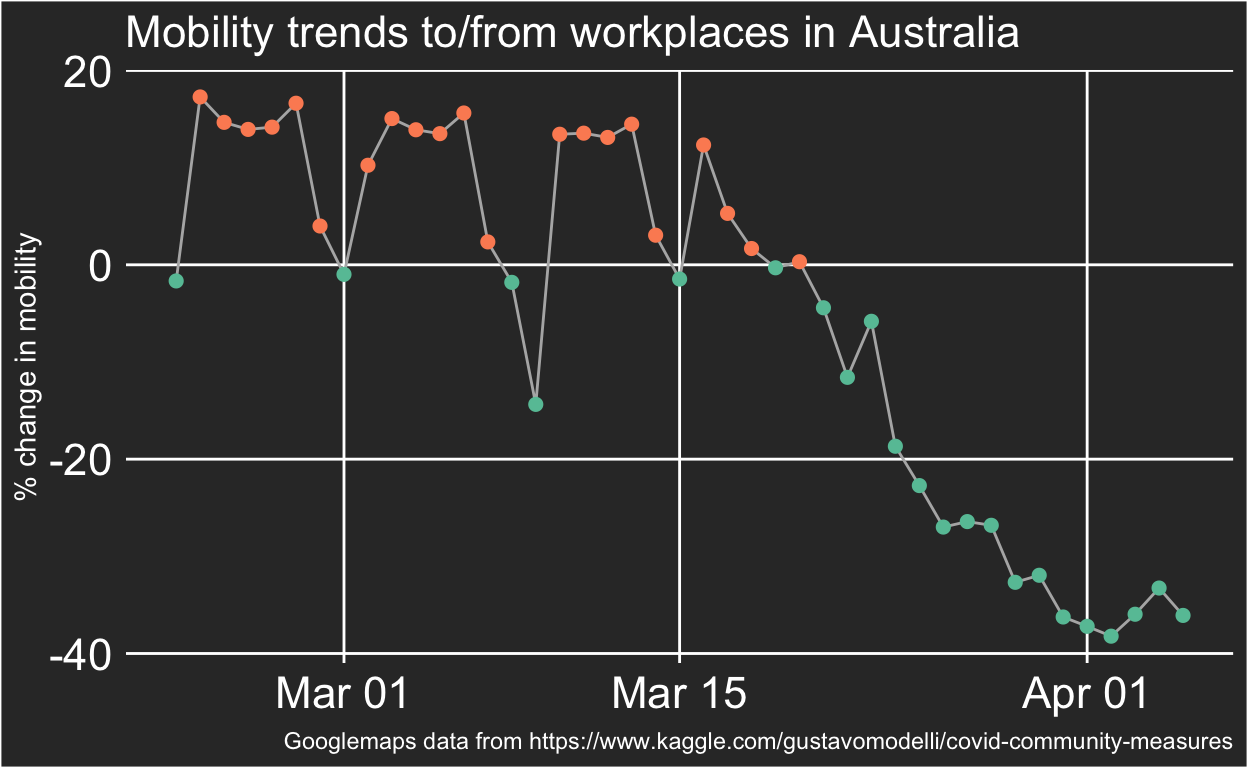 Mobility trends to/from workplaces in Australia
20
0
-20
-40
% change in mobility
Mar 01 Mar 15 Apr 01
Googlemaps data from https://www.kaggle.com/gustavomodelli/covid-community-measures